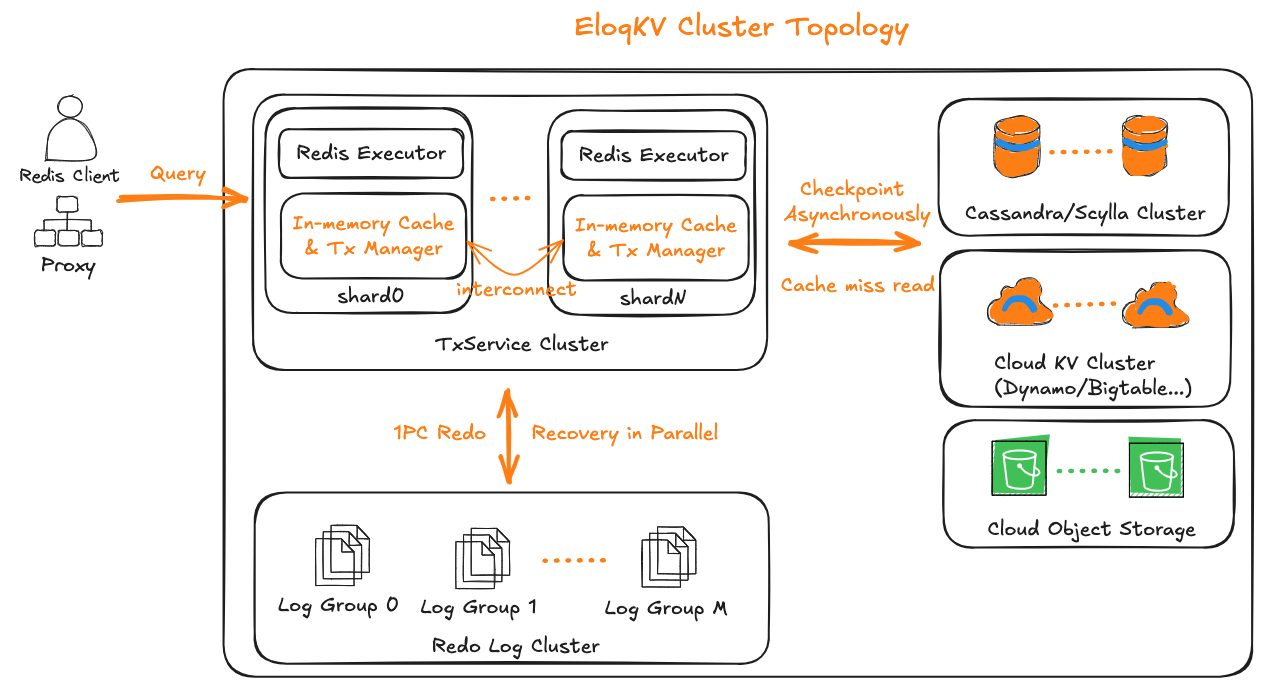 EloqKV Cluster Topology
Redis Client
Proxy
Query
Redis Executor
In-memory Cache
& Tx Manager
shard0
interconnect
Redis Executor
In-memory Cache
& Tx Manager
shardN
TxService Cluster
Checkpoint
Asynchronously
Cache miss read
Cassandra/Scylla Cluster
Cloud KV Cluster
(Dynamo/Bigtable...)
Cloud Object Storage
1PC Redo
Recovery in Parallel
Log Group 0
Log Group 1
Log Group M
Redo Log Cluster